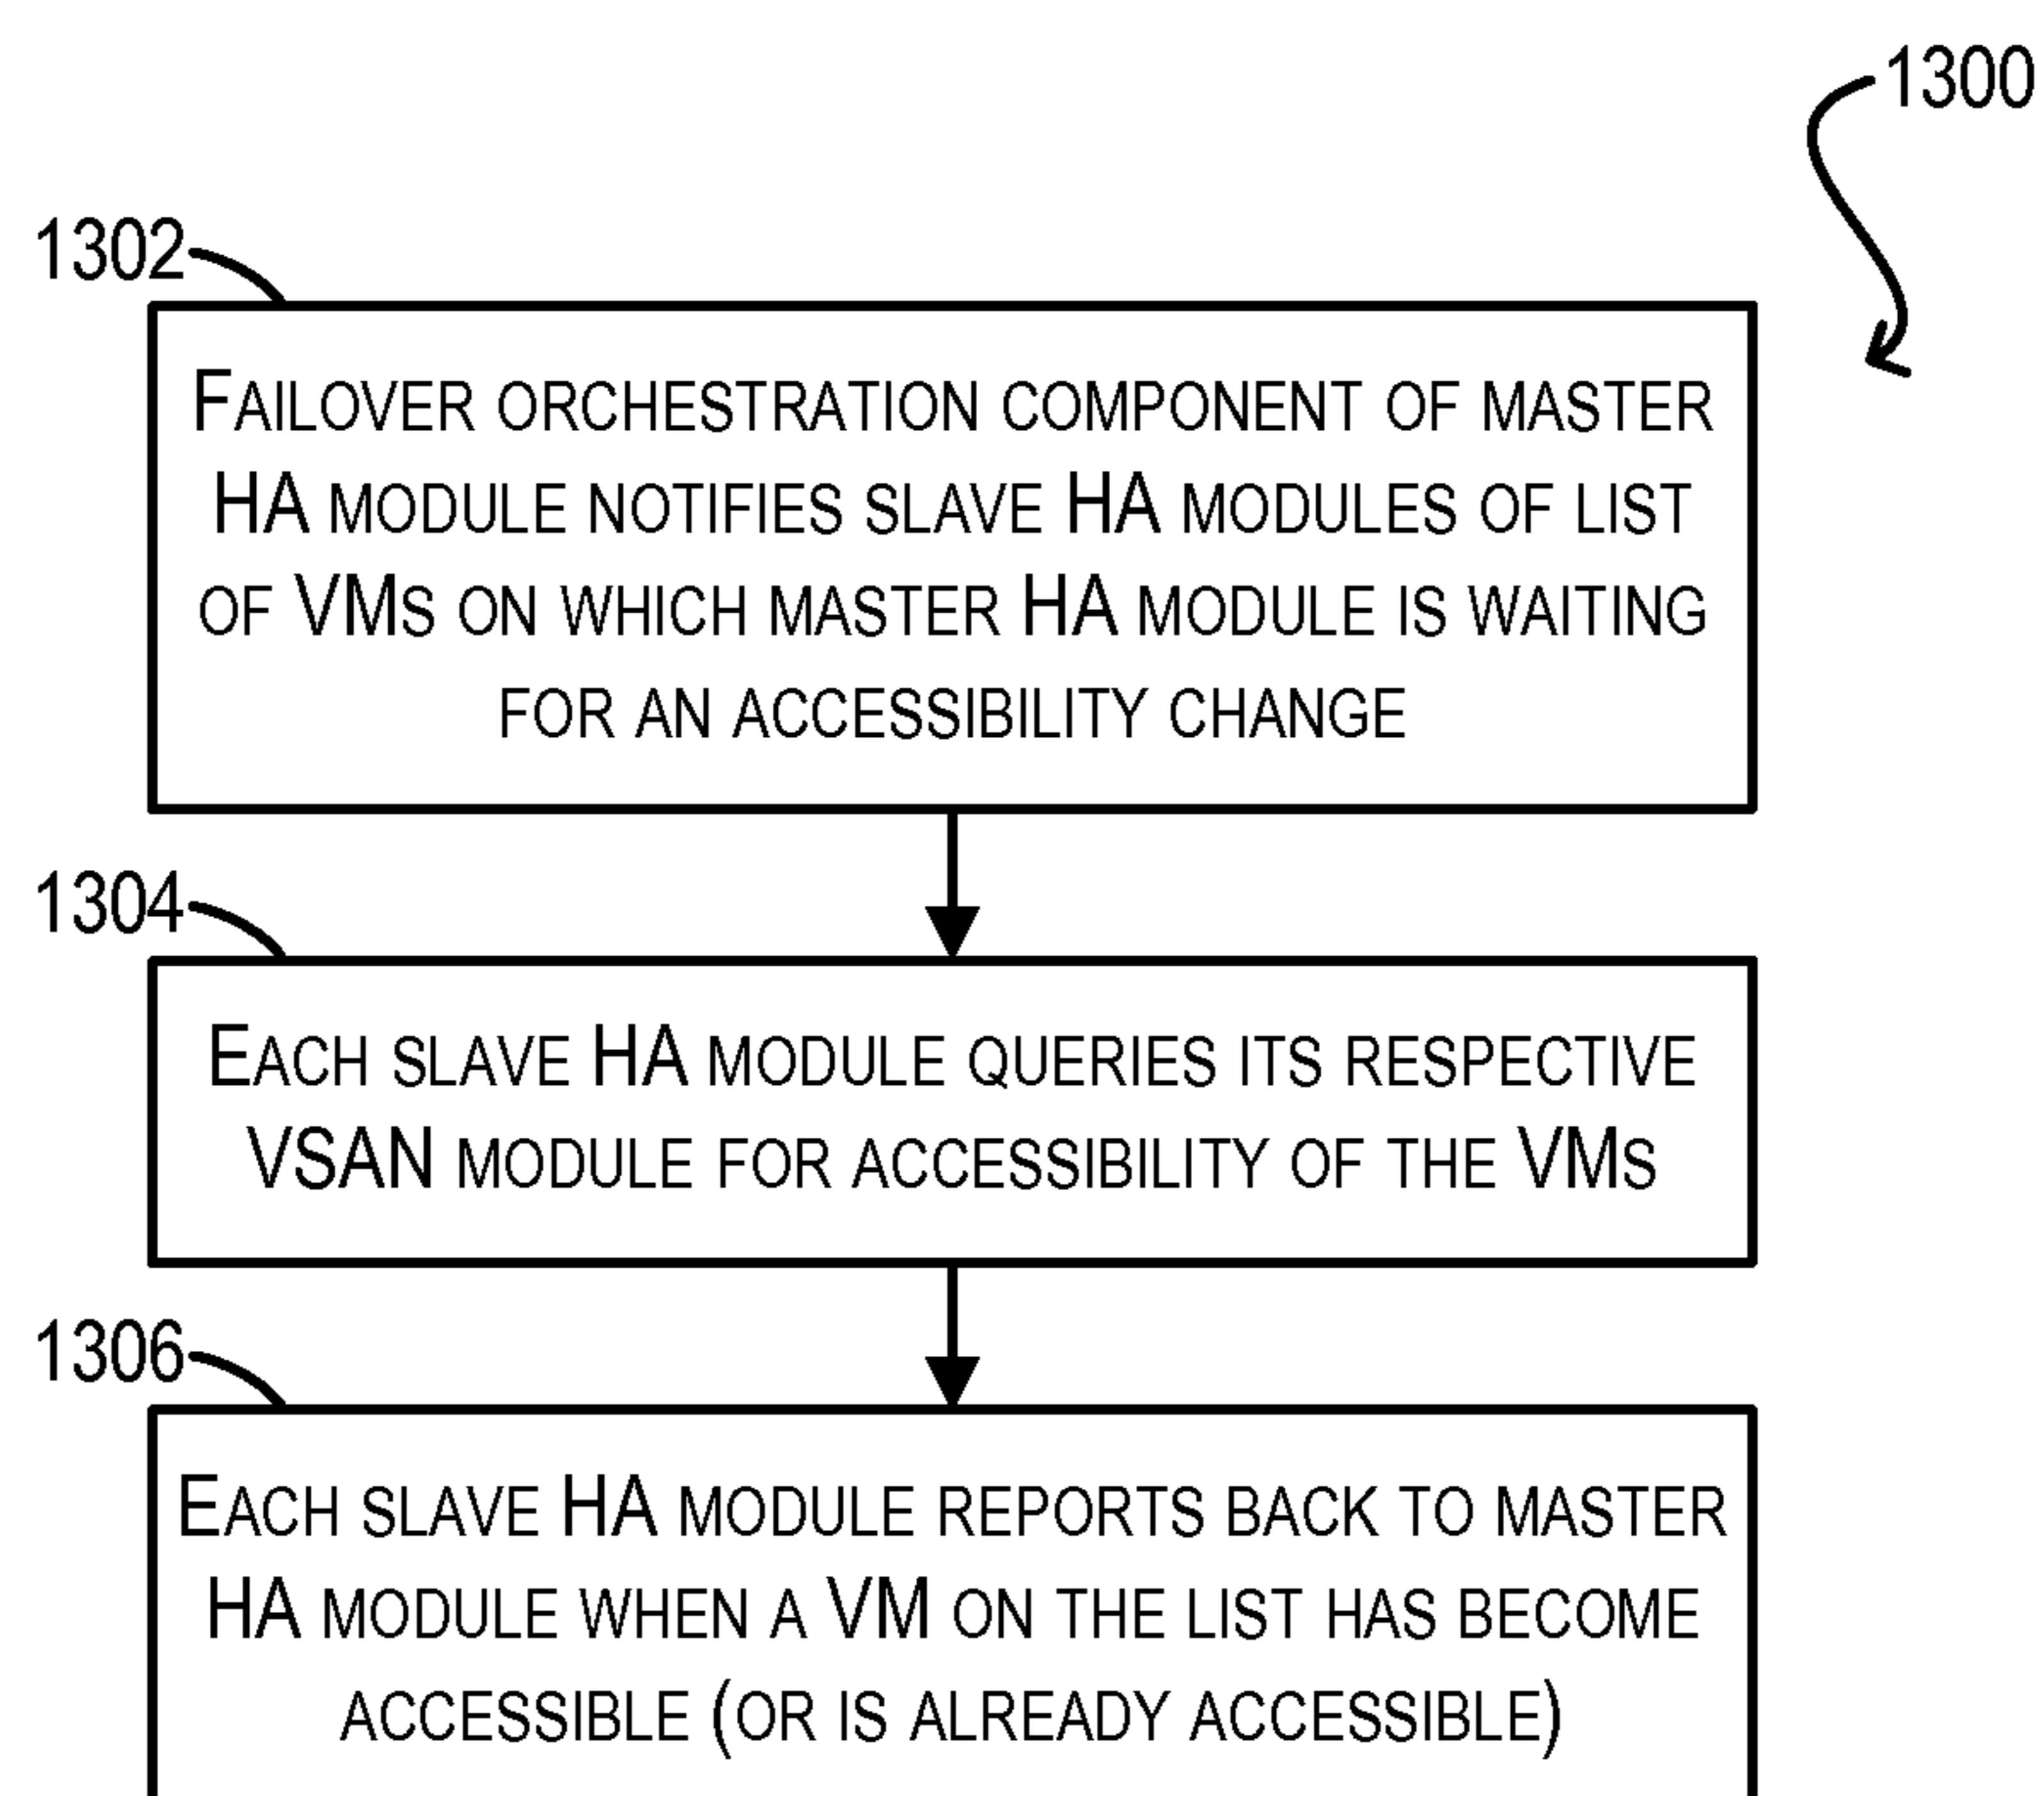 1300
1302
FAILOVER ORCHESTRATION COMPONENT OF MASTER
HA MODULE NOTIFIES SLAVE HA MODULES OF LIST
OF VMS ON WHICH MASTER HA MODULE IS WAITING
FOR AN ACCESSIBILITY CHANGE
1304
EACH SLAVE HA MODULE QUERIES ITS RESPECTIVE
VSAN MODULE FOR ACCESSIBILITY OF THE VMS
1306
EACH SLAVE HA MODULE REPORTS BACK TO MASTER
HA MODULE WHEN A VM ON THE LIST HAS BECOME
ACCESSIBLE (OR IS ALREADY ACCESSIBLE)